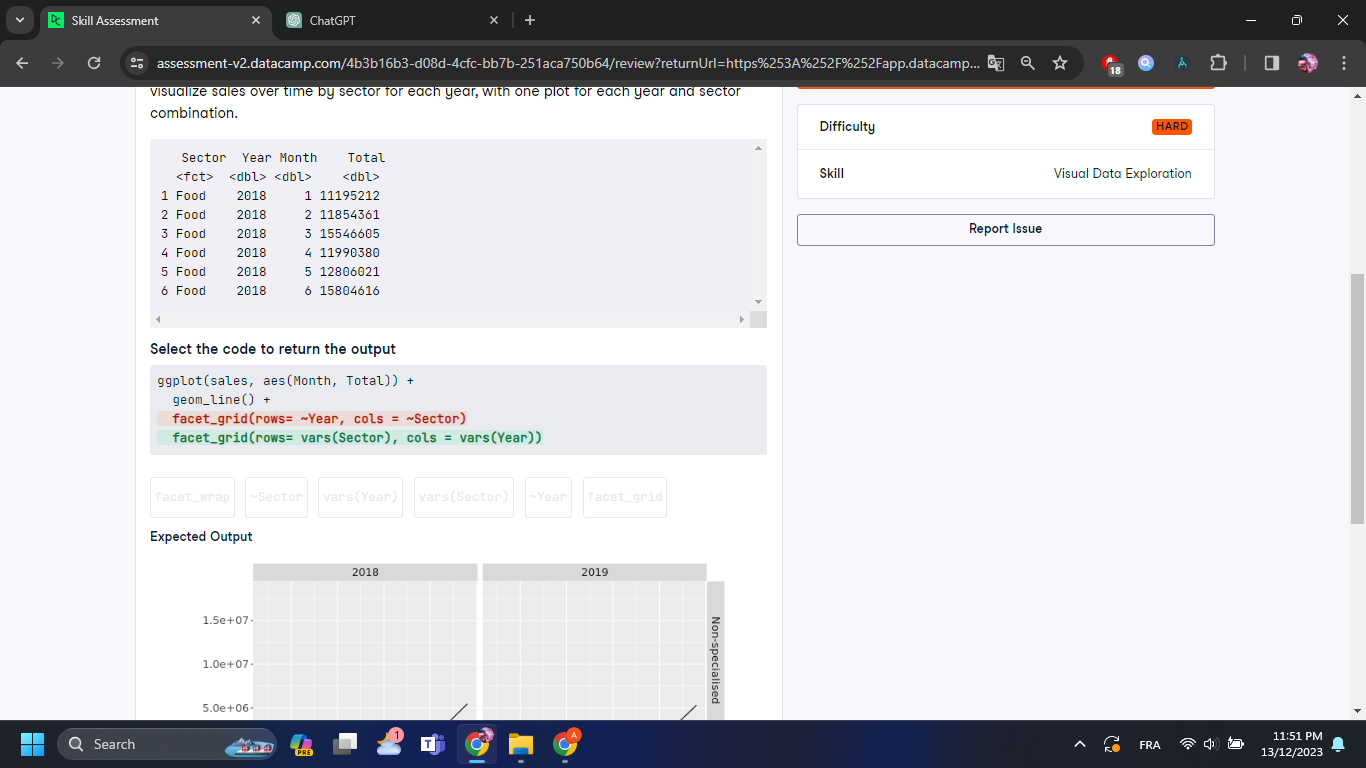 Skill Assessment
ChatGPT
assessment-v2.datacamp.com/4b3b16b3-d08d-4cfc-bb7b-251aca750b64/review?returnUrl=https%253A%252F%252Fapp.datacamp...
18
visualize sales over time by sector for each year, with one plot for each year and sector
combination.
Sector Year Month Total
<fct> <dbl> <dbl> <dbl>
1 Food 2018 1 11195212
2 Food 2018 2 11854361
3 Food 2018 3 15546605
4 Food 2018 4 11990380
5 Food 2018 5 12806021
6 Food 2018 6 15804616
Select the code to return the output
ggplot(sales, aes(Month, Total)) +
geom_line() +
facet_grid(rows= ~Year, cols = ~Sector)
facet_grid(rows= vars(Sector), cols = vars(Year))
facet_wrap ~Sector vars(Year) vars(Sector) ~Year facet_grid
Expected Output
2018 2019
1.5e+07
1.0e+07
5.0e+06
Non-specialised
Difficulty HARD
Skill Visual Data Exploration
Report Issue
Search
PRE
1
A
FRA
11:51 PM
13/12/2023